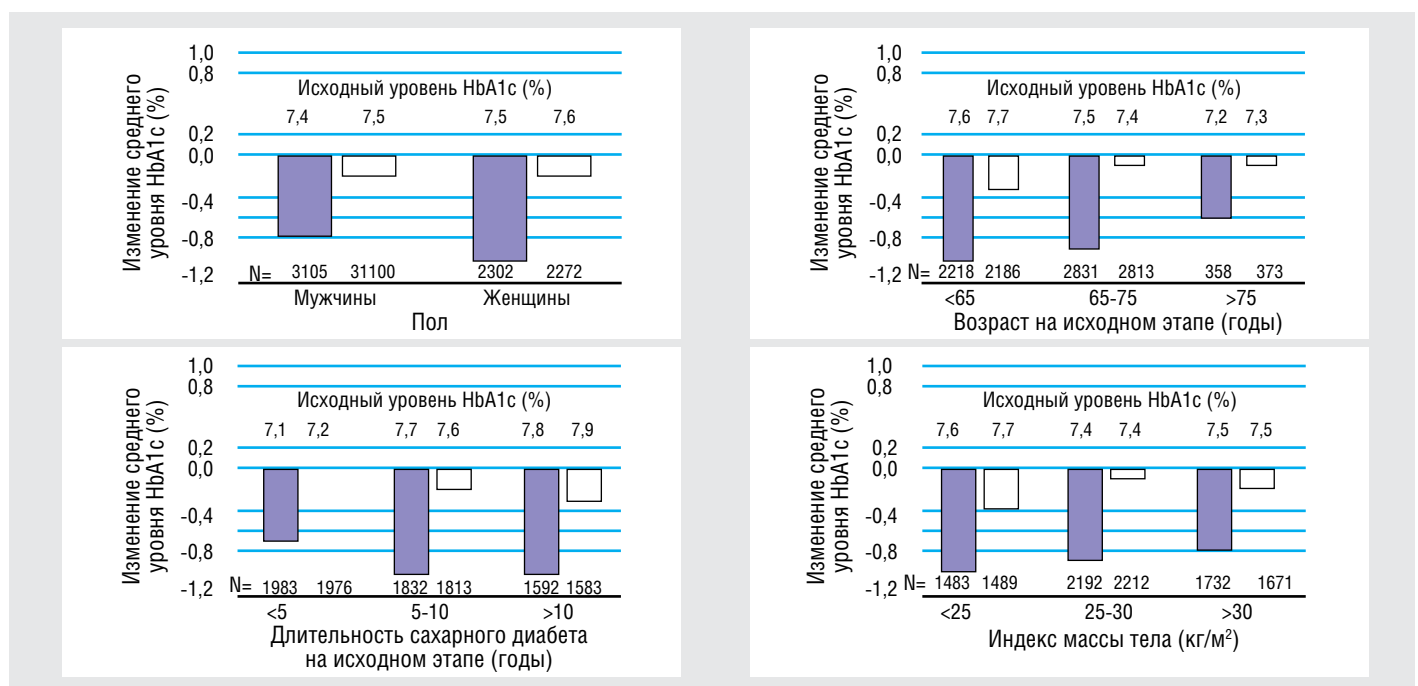 Изменение среднего
уровня HbA1c (%)
1,0
0,8
0,2
0,0
-0,4
-0,8
-1,2
Исходный уровень HbA1c (%)
7,4 7,5 7,5 7,6
N= 3105 31100 2302 2272
Мужчины Женщины
Пол
Изменение среднего
уровня HbA1c (%)
1,0
0,8
0,2
0,0
-0,4
-0,8
-1,2
Исходный уровень HbA1c (%)
7,6 7,7 7,5 7,4 7,2 7,3
N= 2218 2186 2831 2813 358 373
<65 65-75 >75
Возраст на исходном этапе (годы)
Изменение среднего
уровня HbA1c (%)
1,0
0,8
0,2
0,0
-0,4
-0,8
-1,2
Исходный уровень HbA1c (%)
7,1 7,2 7,7 7,6 7,8 7,9
N= 1983 1976 1832 1813 1592 1583
<5 5-10 >10
Длительность сахарного диабета
на исходном этапе (годы)
Изменение среднего
уровня HbA1c (%)
1,0
0,8
0,2
0,0
-0,4
-0,8
-1,2
Исходный уровень HbA1c (%)
7,6 7,7 7,4 7,4 7,5 7,5
N= 1483 1489 2192 2212 1732 1671
<25 25-30 >30
Индекс массы тела (кг/м²)